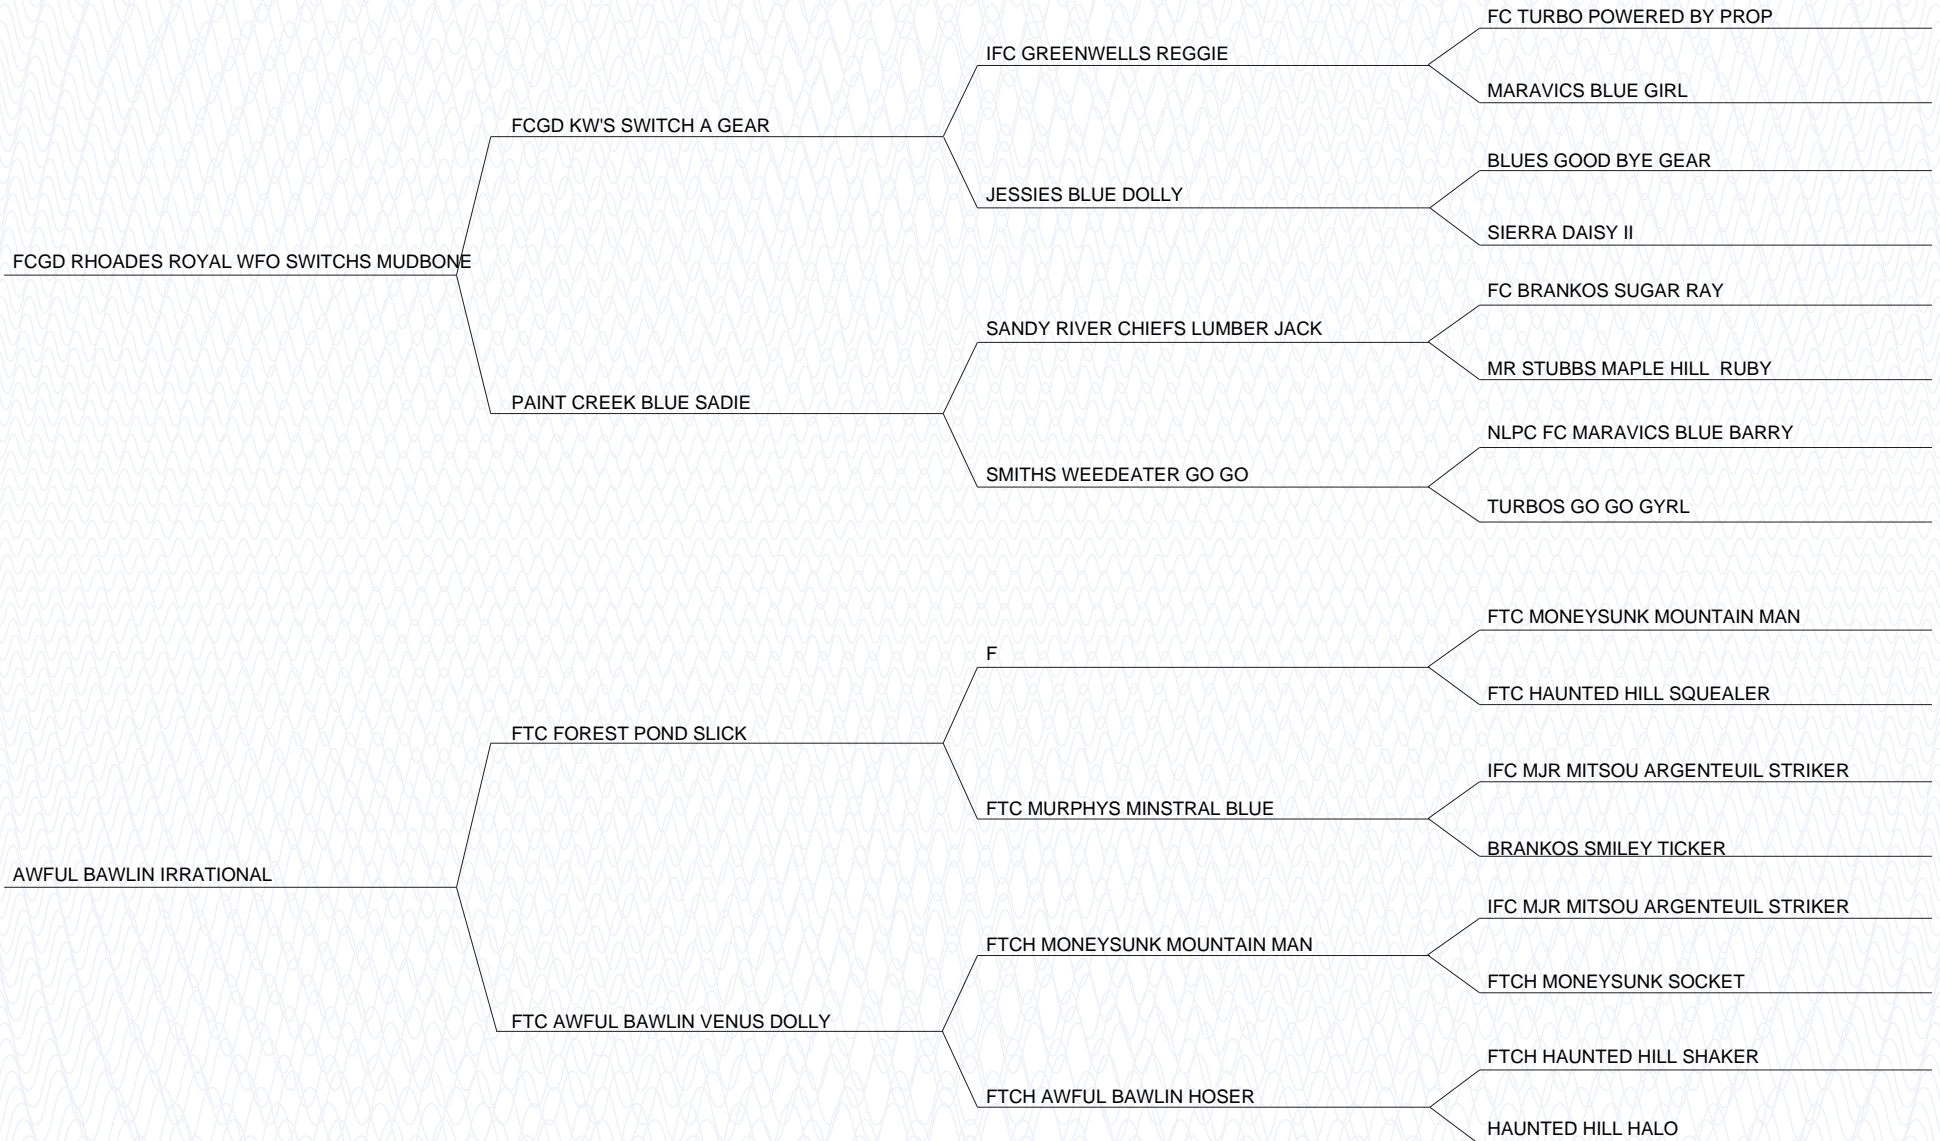 FC TURBO POWERED BY PROP
IFC GREENWELLS REGGIE
MARAVICS BLUE GIRL
FCGD KW'S SWITCH A GEAR
BLUES GOOD BYE GEAR
JESSIES BLUE DOLLY
SIERRA DAISY II
FCGD RHOADES ROYAL WFO SWITCHS MUDBONE
FC BRANKOS SUGAR RAY
SANDY RIVER CHIEFS LUMBER JACK
MR STUBBS MAPLE HILL  RUBY
PAINT CREEK BLUE SADIE
NLPC FC MARAVICS BLUE BARRY
SMITHS WEEDEATER GO GO
TURBOS GO GO GYRL
FTC MONEYSUNK MOUNTAIN MAN
F
FTC HAUNTED HILL SQUEALER
FTC FOREST POND SLICK
IFC MJR MITSOU ARGENTEUIL STRIKER
FTC MURPHYS MINSTRAL BLUE
BRANKOS SMILEY TICKER
AWFUL BAWLIN IRRATIONAL
IFC MJR MITSOU ARGENTEUIL STRIKER
FTCH MONEYSUNK MOUNTAIN MAN
FTCH MONEYSUNK SOCKET
FTC AWFUL BAWLIN VENUS DOLLY
FTCH HAUNTED HILL SHAKER
FTCH AWFUL BAWLIN HOSER
HAUNTED HILL HALO